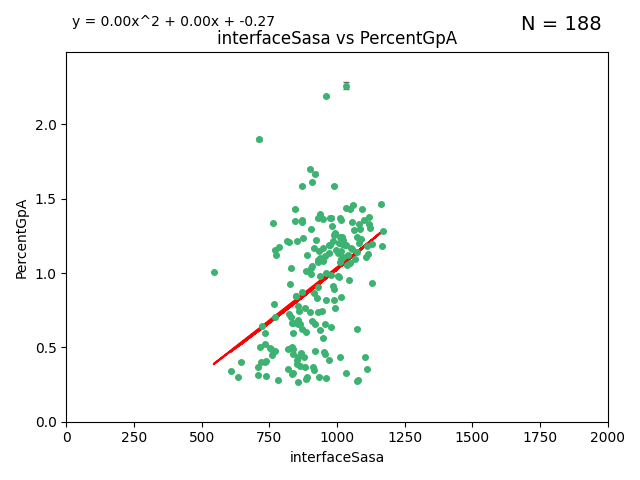 y = 0.00x^2 + 0.00x + -0.27
N = 188
interfaceSasa vs PercentGpA
PercentGpA
2.0
1.5
1.0
0.5
0.0
0 250 500 750 1000 1250 1500 1750 2000
interfaceSasa